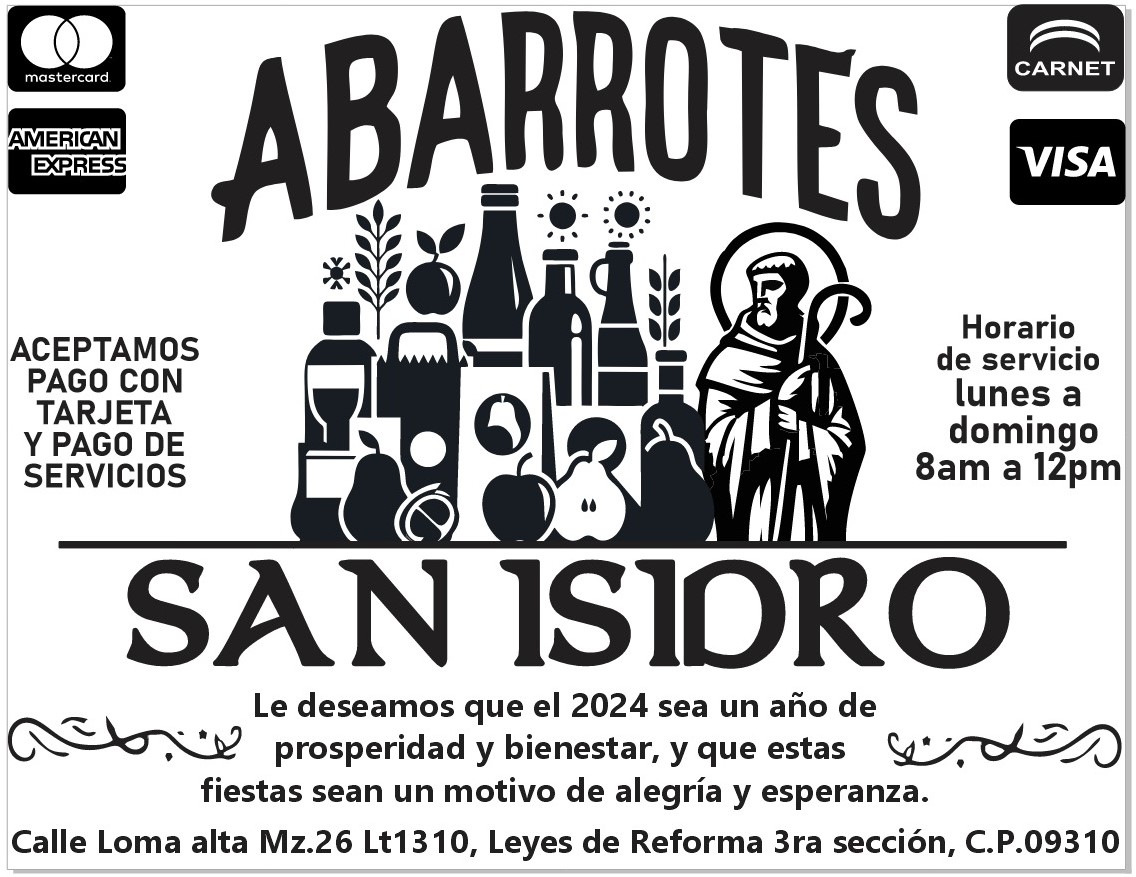 mastercard
AMERICAN
EXPRESS
CARNET
VISA
ABARROTES
ACEPTAMOS
PAGO CON
TARJETA
Y PAGO DE
SERVICIOS
Horario
de servicio
lunes a
domingo
8am a 12pm
SAN ISIDRO
Le deseamos que el 2024 sea un año de
prosperidad y bienestar, y que estas
fiestas sean un motivo de alegría y esperanza.
Calle Loma alta Mz.26 Lt1310, Leyes de Reforma 3ra sección, C.P.09310